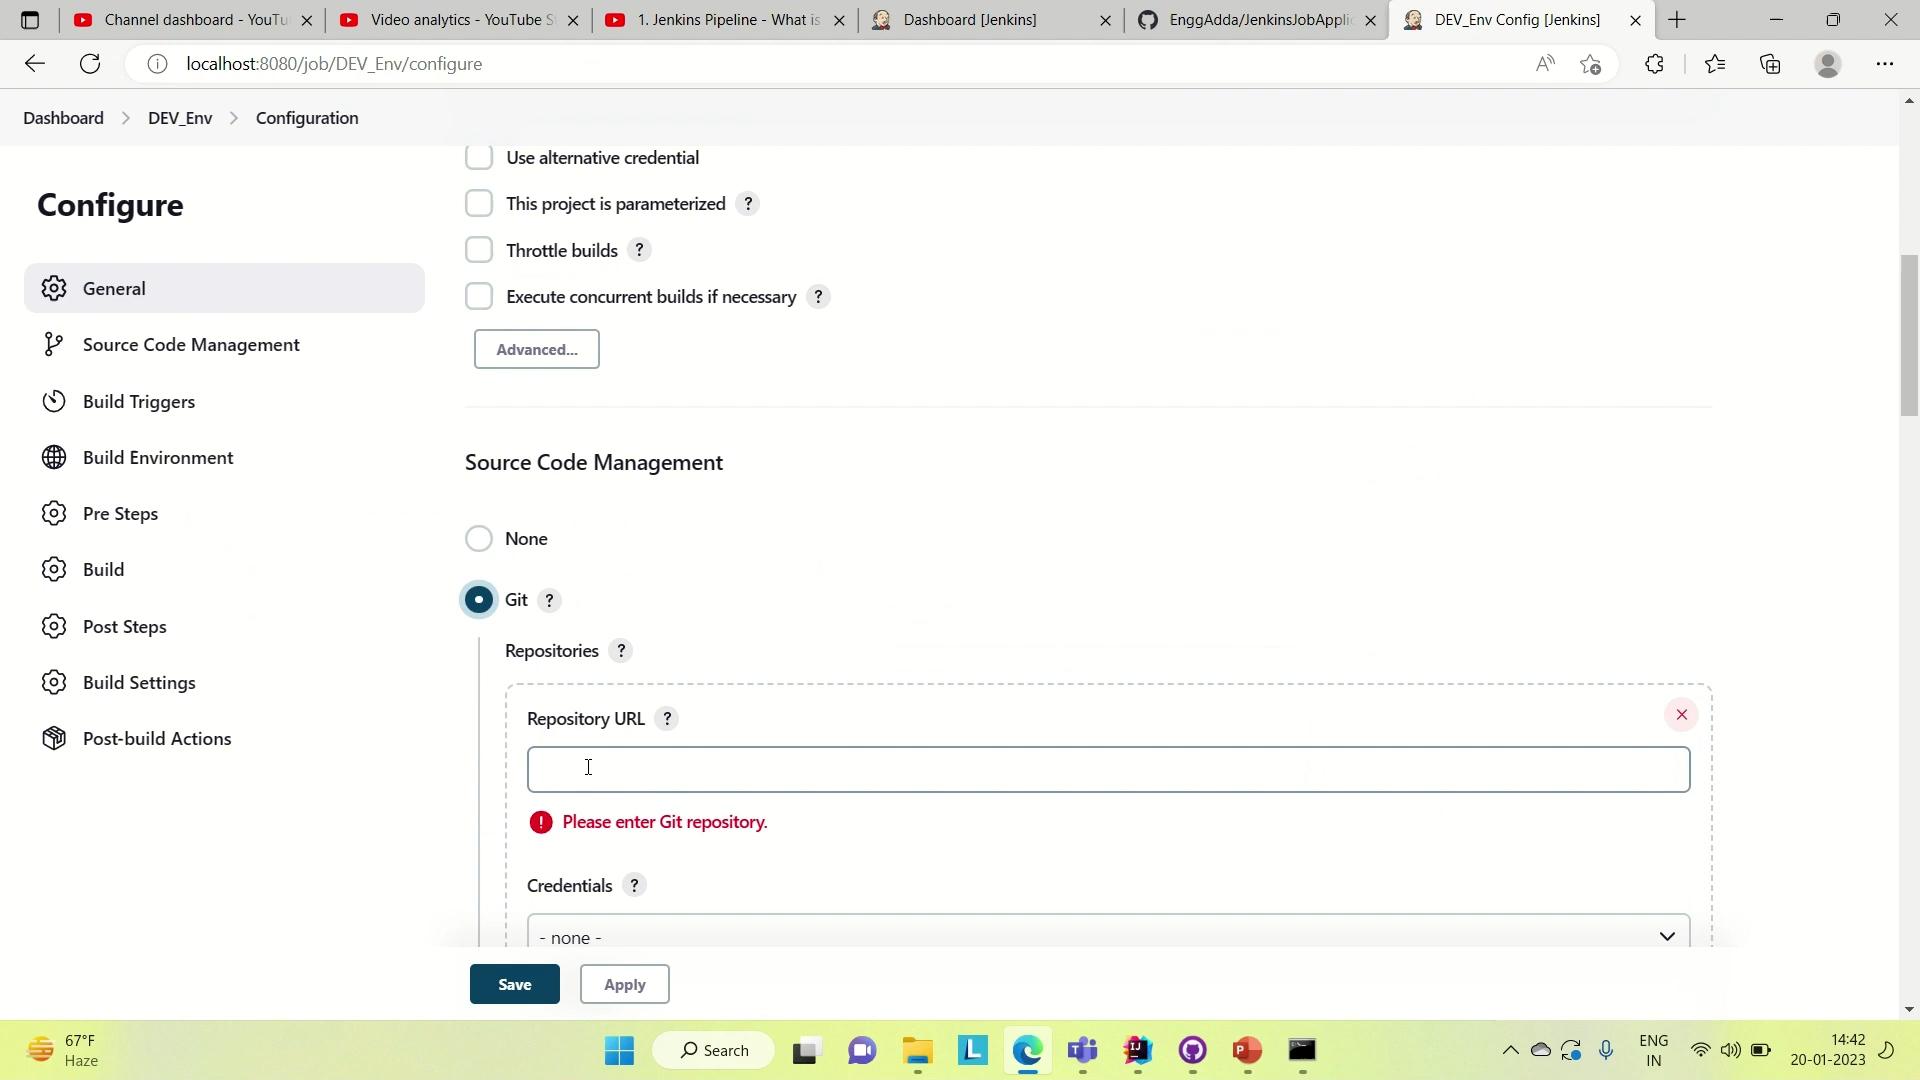 Channel dashboard - YouTu
Video analytics - YouTube S
1. Jenkins Pipeline - What is
Dashboard [Jenkins]
EnggAdda/JenkinsJobApplic
DEV_Env Config [Jenkins]
localhost:8080/job/DEV_Env/configure
Dashboard > DEV_Env > Configuration
Configure
General
Source Code Management
Build Triggers
Build Environment
Pre Steps
Build
Post Steps
Build Settings
Post-build Actions
Use alternative credential
This project is parameterized ?
Throttle builds ?
Execute concurrent builds if necessary ?
Advanced...
Source Code Management
None
Git ?
Repositories ?
Repository URL ?
Please enter Git repository.
Credentials ?
- none -
Save
Apply
67°F
Haze
Search
ENG
IN
14:42
20-01-2023